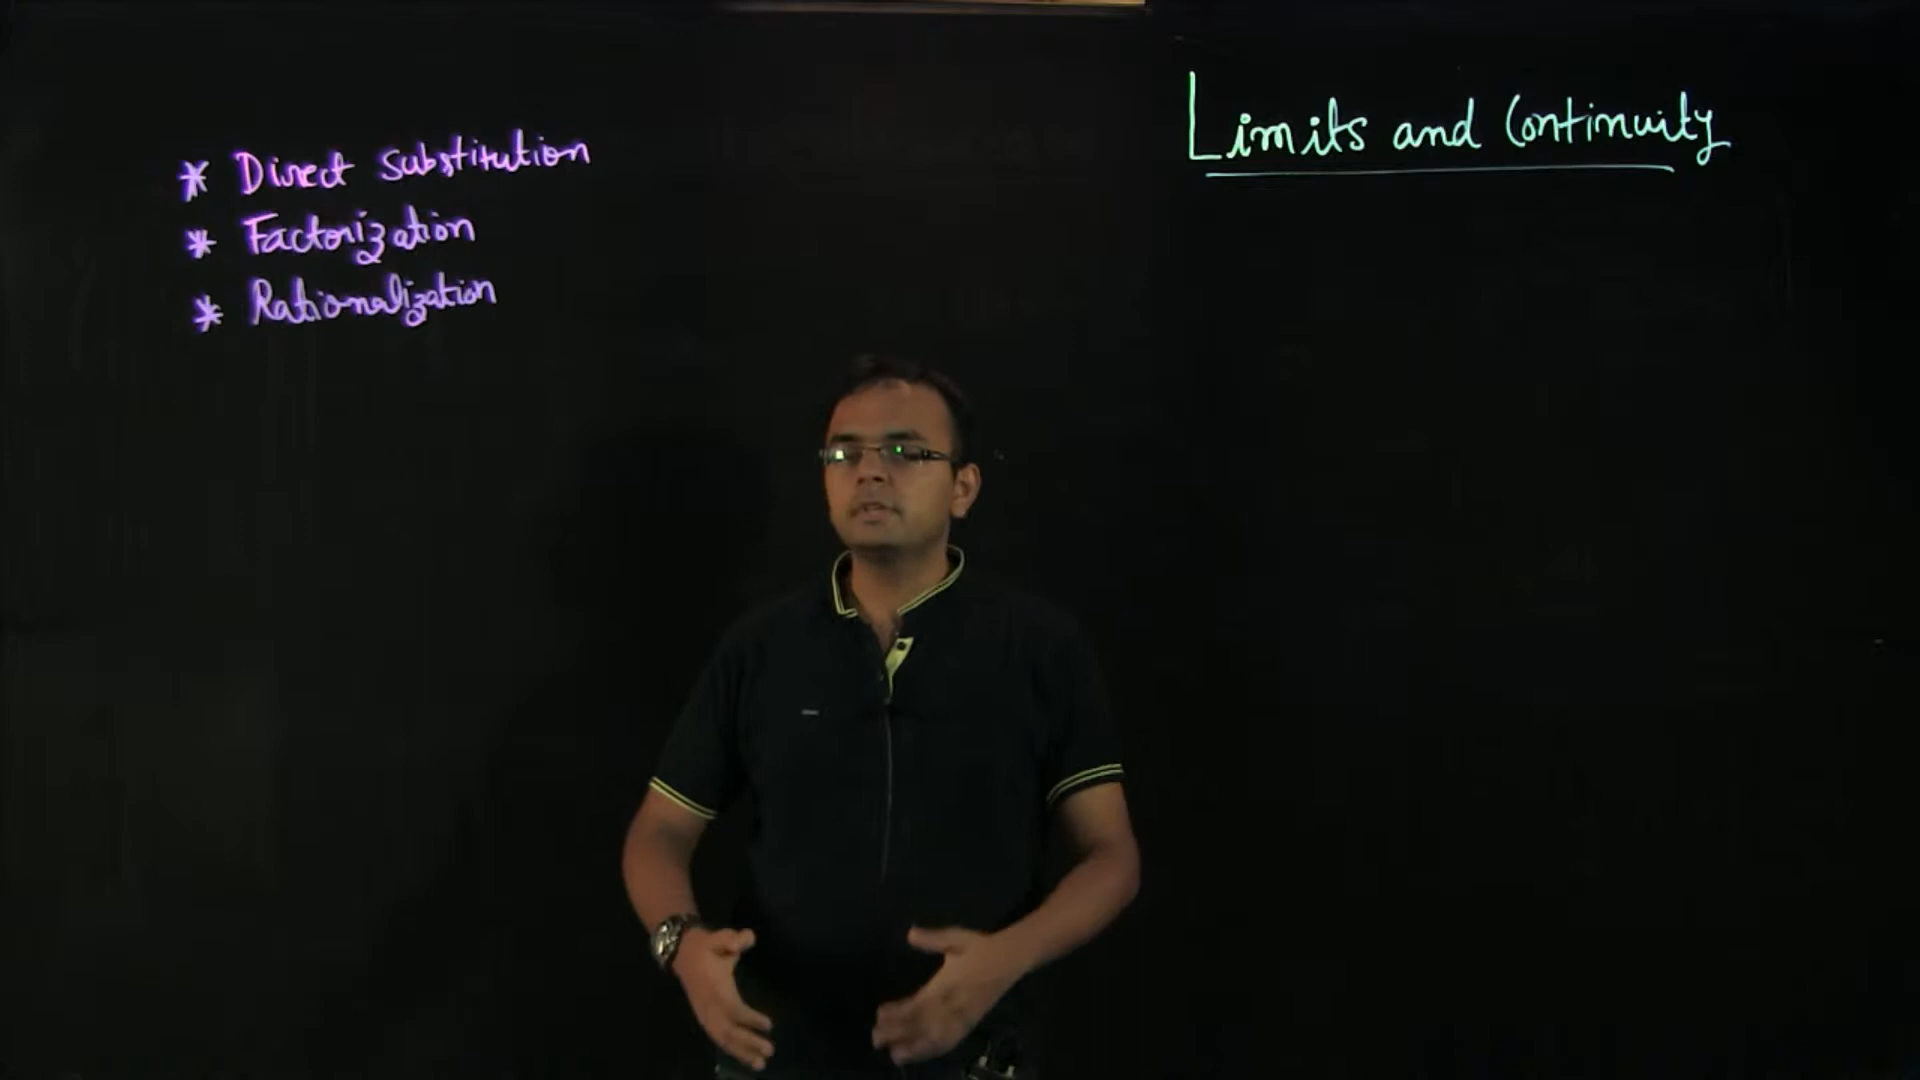 Limits and Continuity
* Direct substitution
* Factorization
* Rationalization